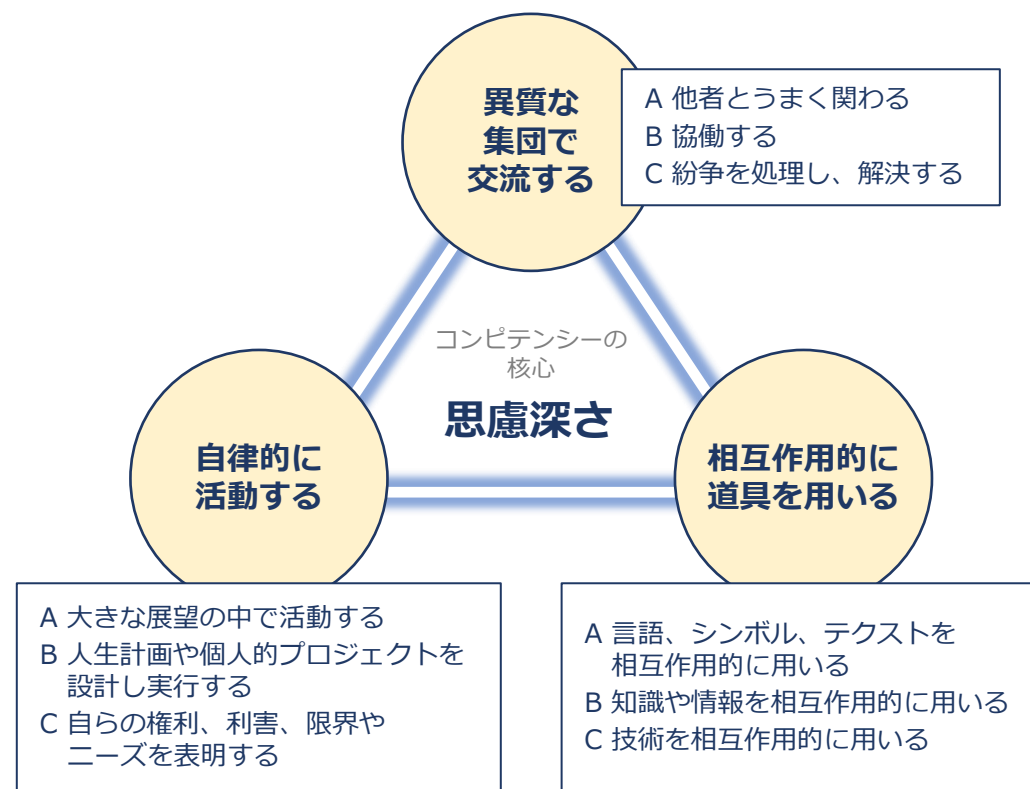 異質な
集団で
交流する
A 他者とうまく関わる
B 協働する
C 紛争を処理し、解決する
コンピテンシーの
核心
思慮深さ
自律的に
活動する
相互作用的に
道具を用いる
A 大きな展望の中で活動する
B 人生計画や個人的プロジェクトを
設計し実行する
C 自らの権利、利害、限界や
ニーズを表明する
A 言語、シンボル、テクストを
相互作用的に用いる
B 知識や情報を相互作用的に用いる
C 技術を相互作用的に用いる